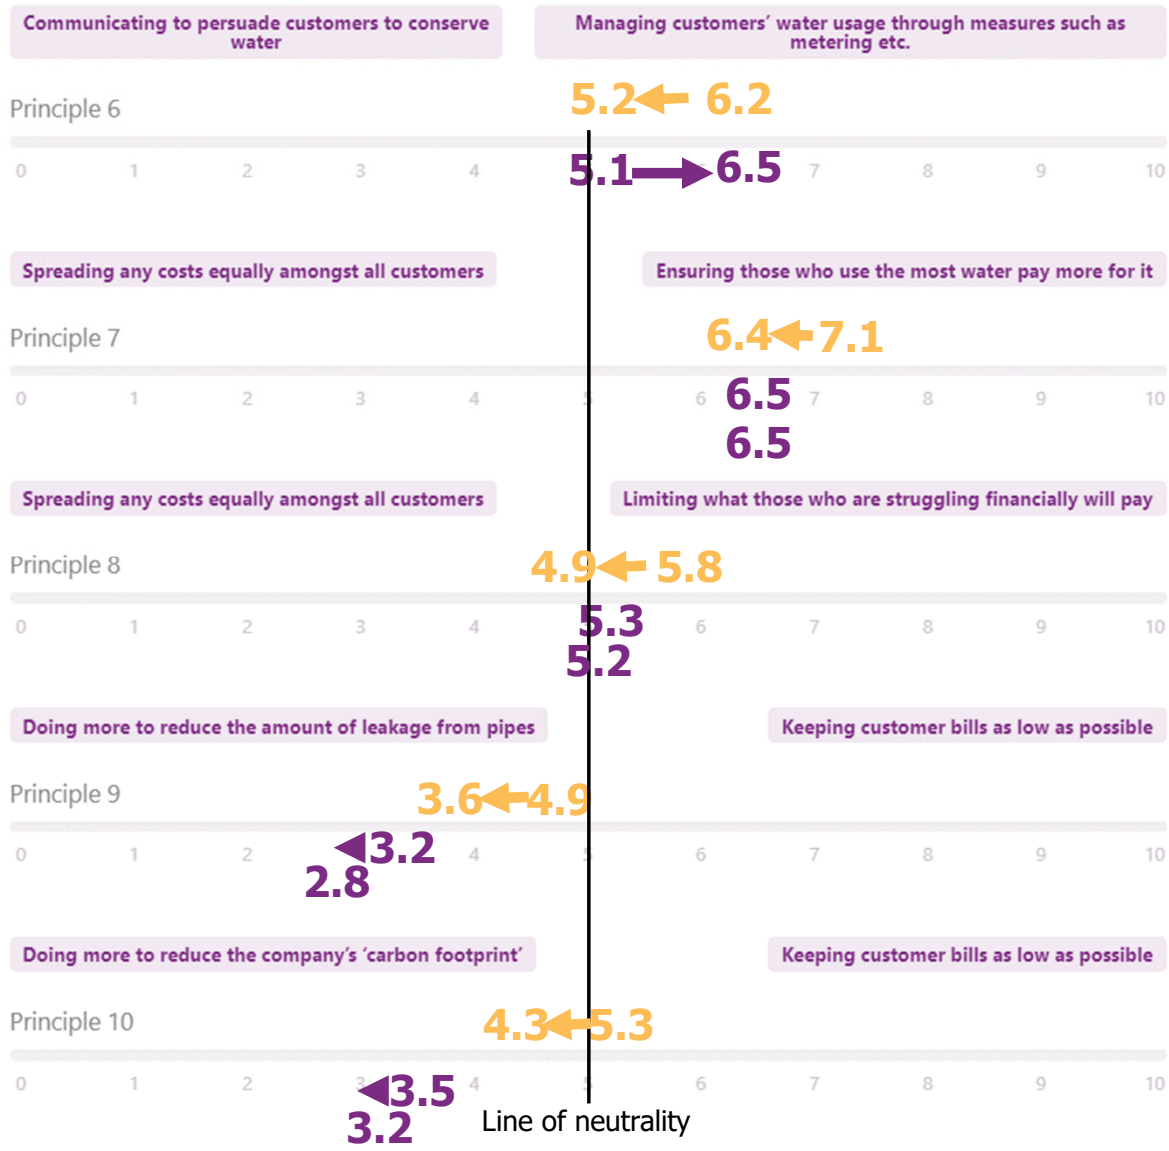 Communicating to persuade customers to conserve
water
Managing customers' water usage through measures such as
metering etc.
Principle 6
5.2 6.2
0 1 2 3 4 7 8 9 10
5.1 6.5
Spreading any costs equally amongst all customers
Ensuring those who use the most water pay more for it
Principle 7
6.4 7.1
0 1 2 3 4 5 6 7 8 9 10
6.5
6.5
Spreading any costs equally amongst all customers
Limiting what those who are struggling financially will pay
Principle 8
4.9 5.8
0 1 2 3 4 6 7 8 9 10
5.3
5.2
Doing more to reduce the amount of leakage from pipes
Keeping customer bills as low as possible
Principle 9
3.6 4.9
0 1 2 4 5 6 7 8 9 10
3.2
2.8
Doing more to reduce the company's 'carbon footprint'
Keeping customer bills as low as possible
Principle 10
4.3 5.3
0 1 2 3 4 5 6 7 8 9 10
3.5
3.2
Line of neutrality